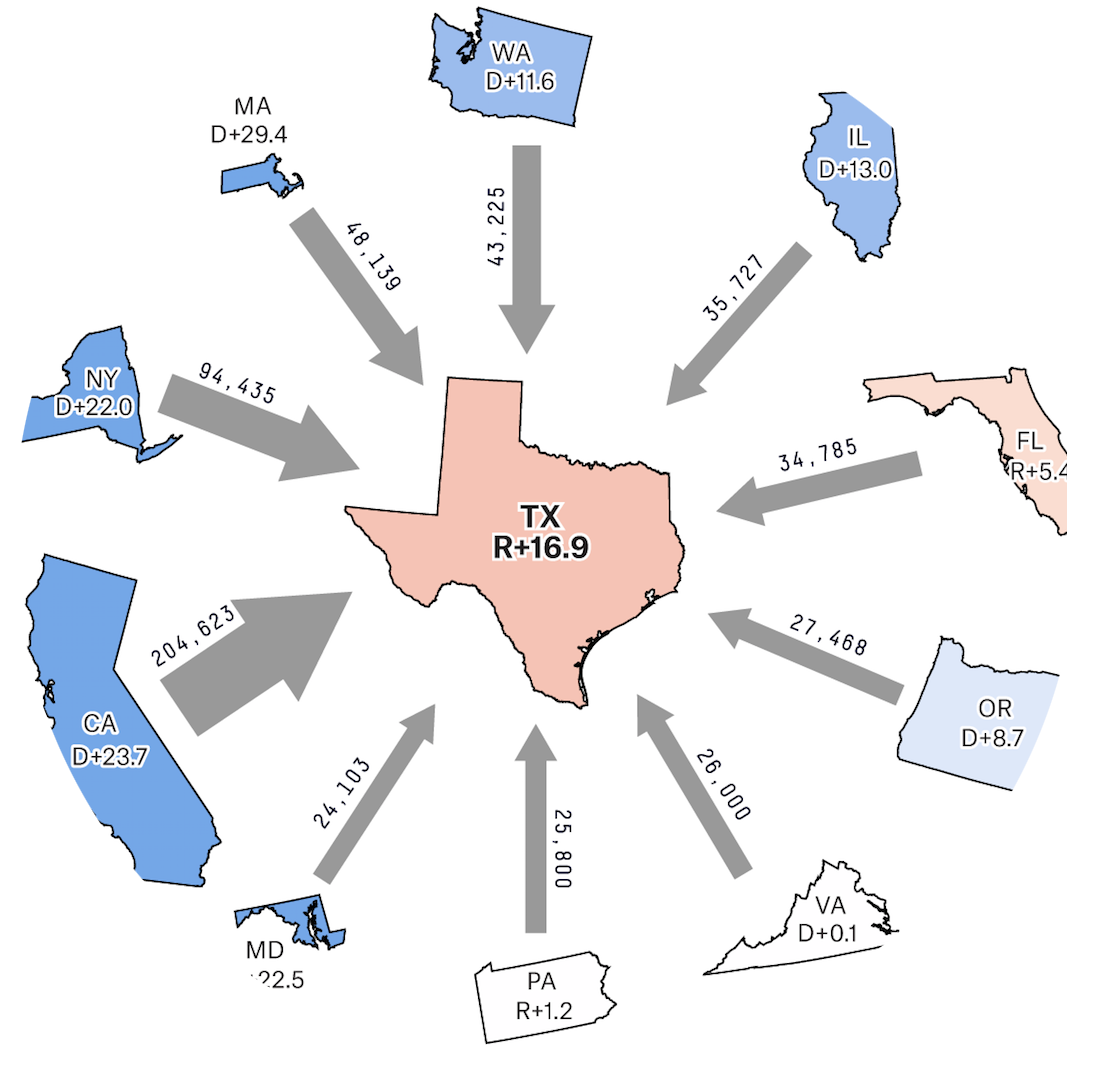 WA
D+11.6
MA
D+29.4
IL
D+13.0
48,139
43,225
35,727
NY
D+22.0
94,435
FL
R+5.4
34,785
TX
R+16.9
204,623
27,468
CA
D+23.7
OR
D+8.7
24,103
25,800
26,000
MD
22.5
PA
R+1.2
VA
D+0.1